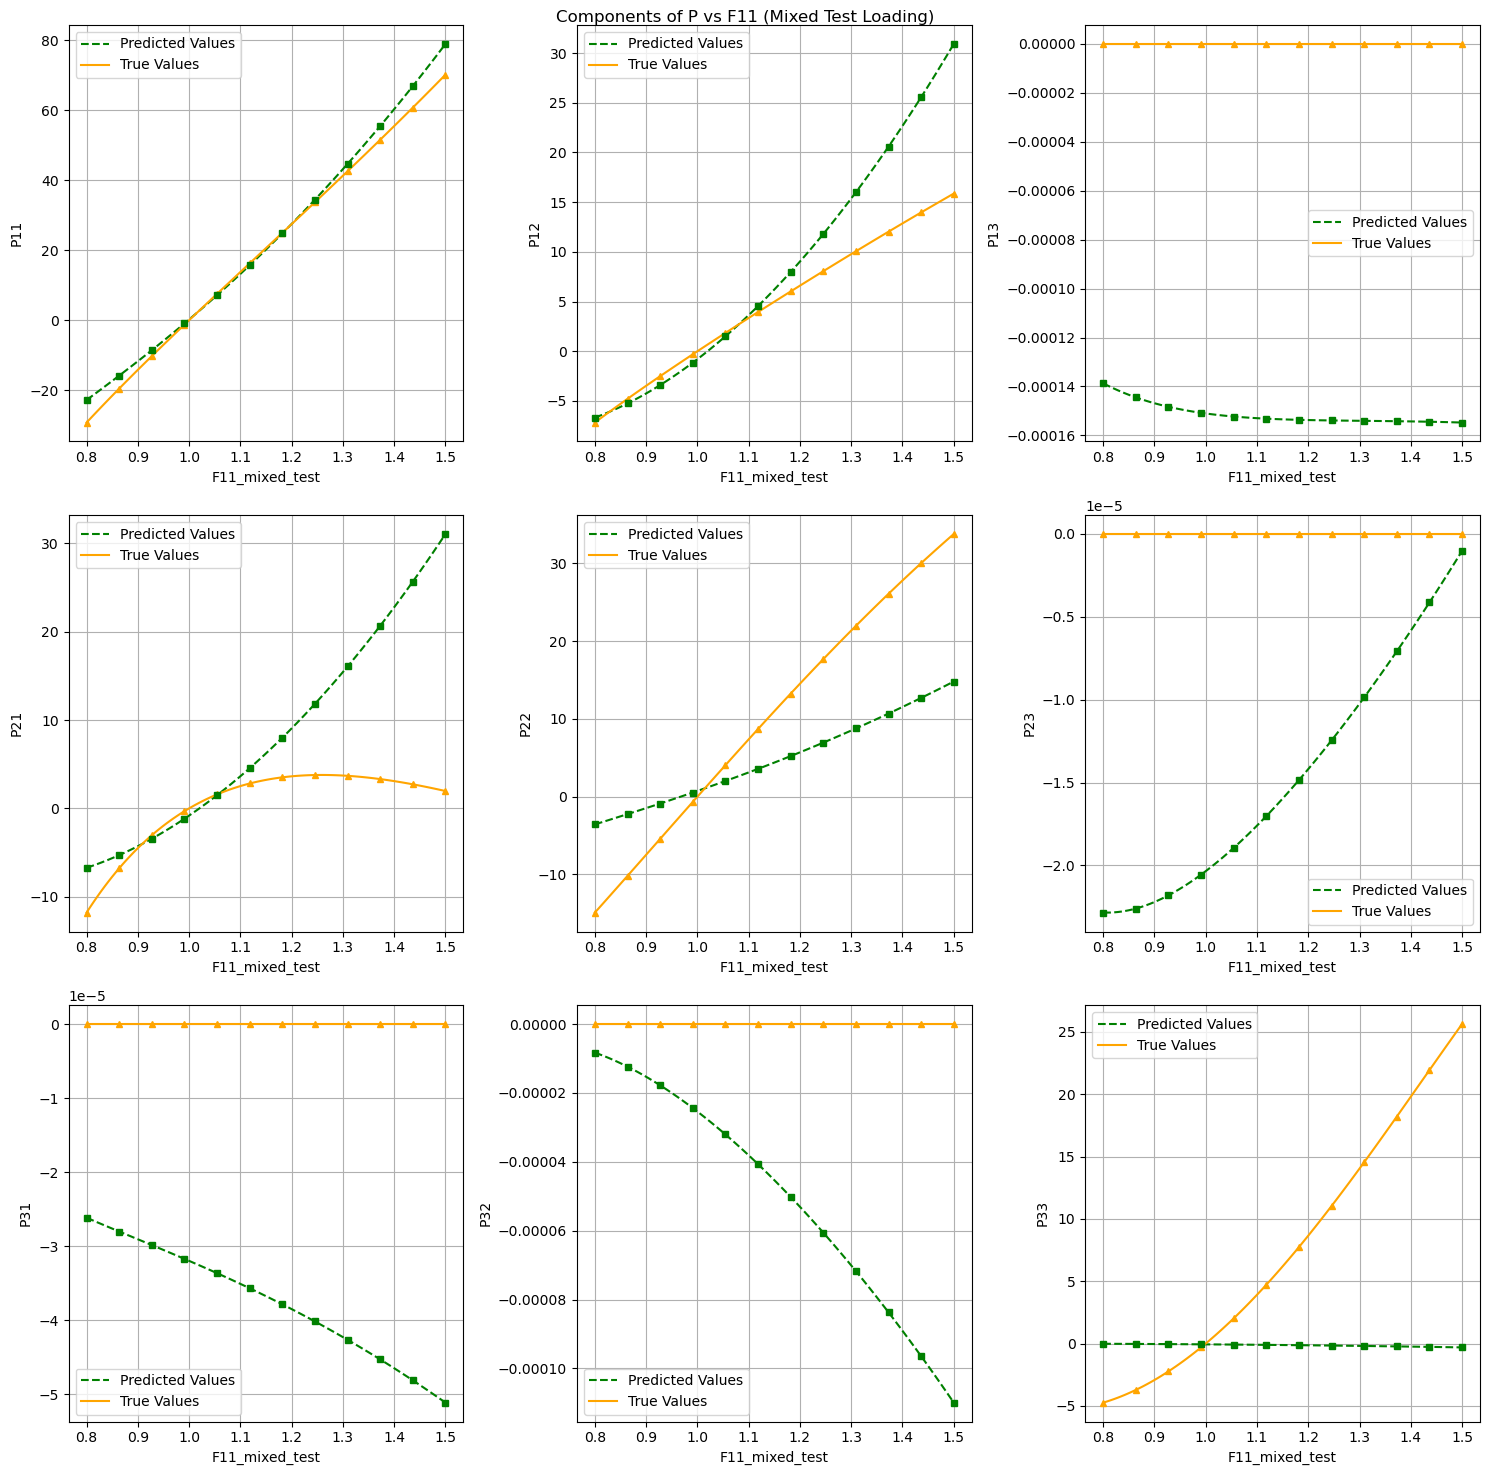 Components of P vs F11 (Mixed Test Loading)
Predicted Values
True Values
80
60
40
20
0
−20
P11
0.8 0.9 1.0 1.1 1.2 1.3 1.4 1.5
F11_mixed_test
Predicted Values
True Values
30
25
20
15
10
5
0
−5
P12
0.8 0.9 1.0 1.1 1.2 1.3 1.4 1.5
F11_mixed_test
0.00000
−0.00002
−0.00004
−0.00006
−0.00008
−0.00010
−0.00012
−0.00014
−0.00016
P13
Predicted Values
True Values
0.8 0.9 1.0 1.1 1.2 1.3 1.4 1.5
F11_mixed_test
Predicted Values
True Values
30
20
10
0
−10
P21
0.8 0.9 1.0 1.1 1.2 1.3 1.4 1.5
F11_mixed_test
Predicted Values
True Values
30
20
10
0
−10
P22
0.8 0.9 1.0 1.1 1.2 1.3 1.4 1.5
F11_mixed_test
1e−5
0.0
−0.5
−1.0
−1.5
−2.0
P23
Predicted Values
True Values
0.8 0.9 1.0 1.1 1.2 1.3 1.4 1.5
F11_mixed_test
1e−5
0
−1
−2
−3
−4
−5
P31
Predicted Values
True Values
0.8 0.9 1.0 1.1 1.2 1.3 1.4 1.5
F11_mixed_test
0.00000
−0.00002
−0.00004
−0.00006
−0.00008
−0.00010
P32
Predicted Values
True Values
0.8 0.9 1.0 1.1 1.2 1.3 1.4 1.5
F11_mixed_test
Predicted Values
True Values
25
20
15
10
5
0
−5
P33
0.8 0.9 1.0 1.1 1.2 1.3 1.4 1.5
F11_mixed_test